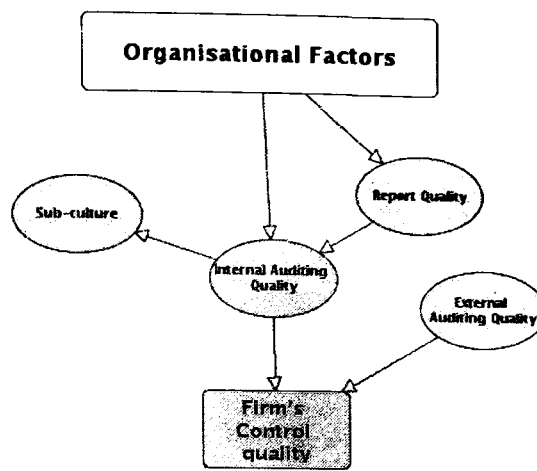 Organisational Factors
Report Quality
Sub-culture
Internal Auditing
Quality
External
Auditing Quality
Firm's
Control
quality